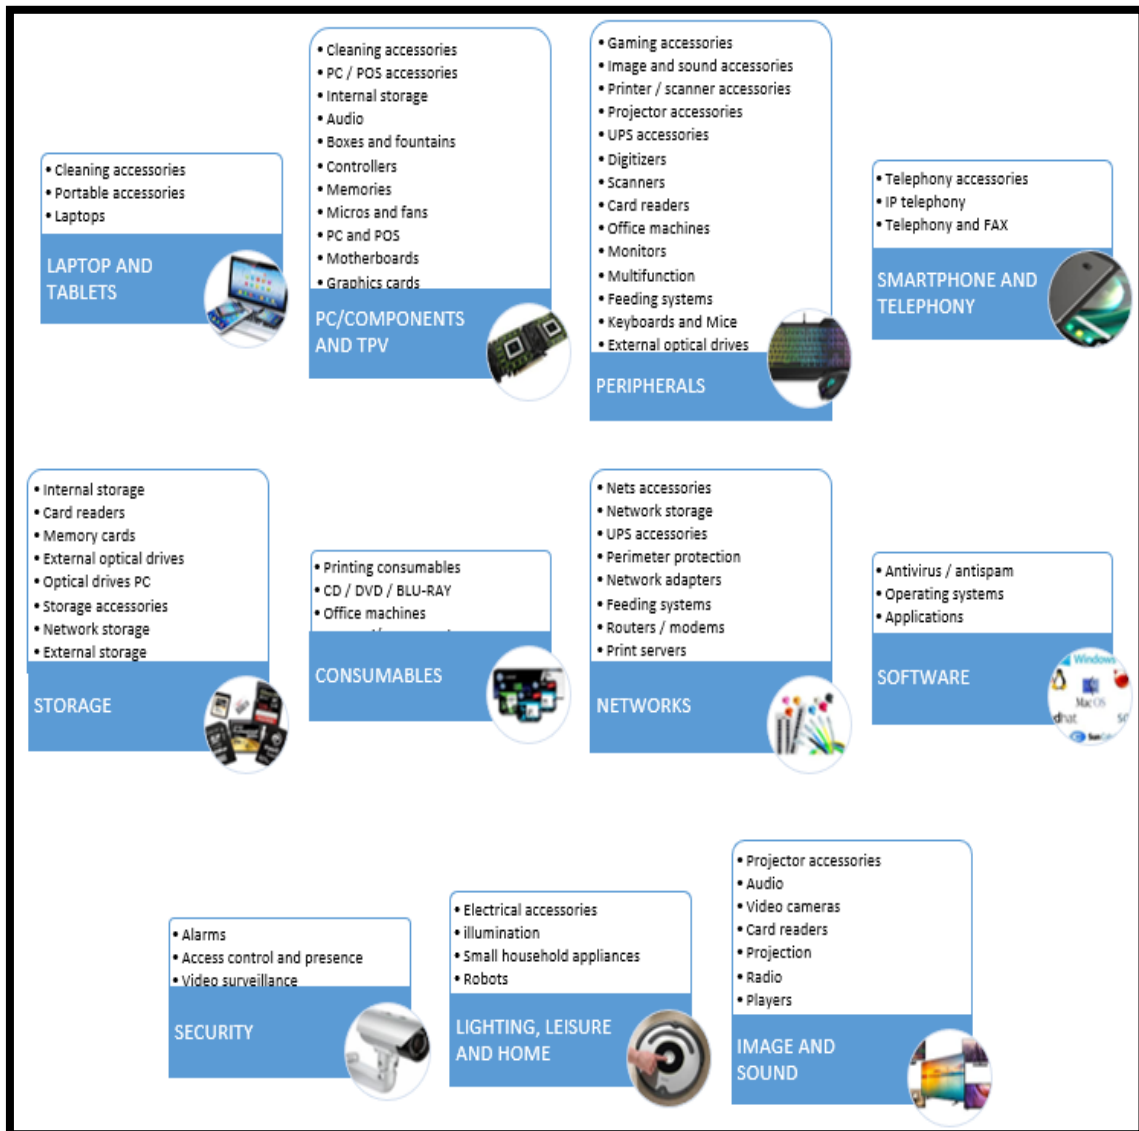 • Cleaning accessories
• Portable accessories
• Laptops
LAPTOP AND
TABLETS
• Cleaning accessories
• PC / POS accessories
• Internal storage
• Audio
• Boxes and fountains
• Controllers
• Memories
• Micros and fans
• PC and POS
• Motherboards
• Graphics cards
PC/COMPONENTS
AND TPV
• Gaming accessories
• Image and sound accessories
• Printer / scanner accessories
• Projector accessories
• UPS accessories
• Digitizers
• Scanners
• Card readers
• Office machines
• Monitors
• Multifunction
• Feeding systems
• Keyboards and Mice
• External optical drives
PERIPHERALS
• Telephony accessories
• IP telephony
• Telephony and FAX
SMARTPHONE AND
TELEPHONY
• Internal storage
• Card readers
• Memory cards
• External optical drives
• Optical drives PC
• Storage accessories
• Network storage
• External storage
STORAGE
• Printing consumables
• CD / DVD / BLU-RAY
• Office machines
CONSUMABLES
• Nets accessories
• Network storage
• UPS accessories
• Perimeter protection
• Network adapters
• Feeding systems
• Routers / modems
• Print servers
NETWORKS
• Antivirus / antispam
• Operating systems
• Applications
SOFTWARE
Windows
Mac OS
dhat
Sun
• Alarms
• Access control and presence
• Video surveillance
SECURITY
• Electrical accessories
• illumination
• Small household appliances
• Robots
LIGHTING, LEISURE
AND HOME
• Projector accessories
• Audio
• Video cameras
• Card readers
• Projection
• Radio
• Players
IMAGE AND
SOUND